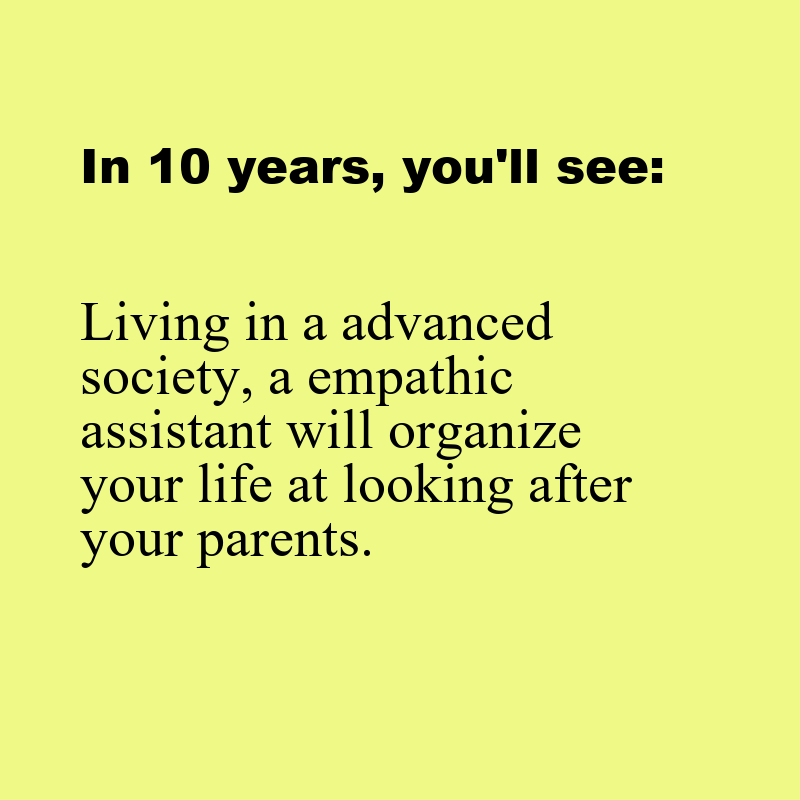 In 10 years, you'll see:
Living in a advanced
society, a empathic
assistant will organize
your life at looking after
your parents.